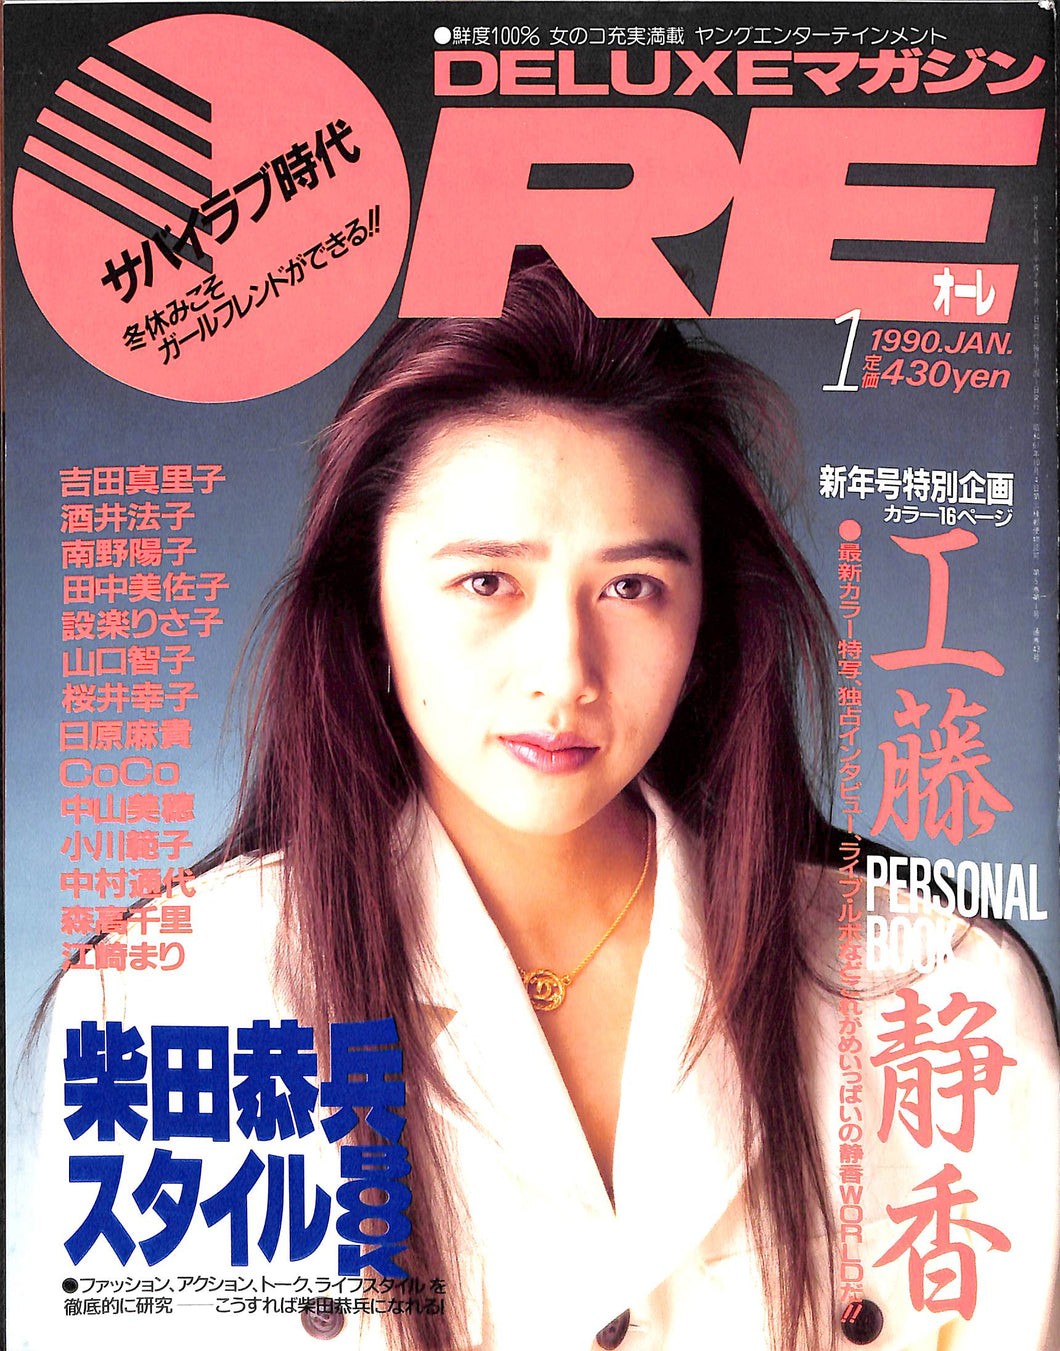 ●鮮度100% 女のコ充実満載 ヤングエンターテインメント
DELUXEマガジン
ORE
オーレ
サバイラブ時代
冬休みこそ
ガールフレンドができる!!
1
1990.JAN.
定価430yen
吉田真里子
酒井法子
南野陽子
田中美佐子
設楽りさ子
山口智子
桜井幸子
日原麻貴
CoCo
中山美穂
小川範子
中村通代
森高千里
江崎まり
新年号特別企画
カラー16ページ
工藤静香
PERSONAL
BOOK
●最新カラー特写、独占インタビュー、ライブ・ルポなどこれがめいっぱいの静香WORLDだ!!
柴田恭兵
スタイルBOOK
●ファッション、アクション、トーク、ライフスタイルを
徹底的に研究――こうすれば柴田恭兵になれる!